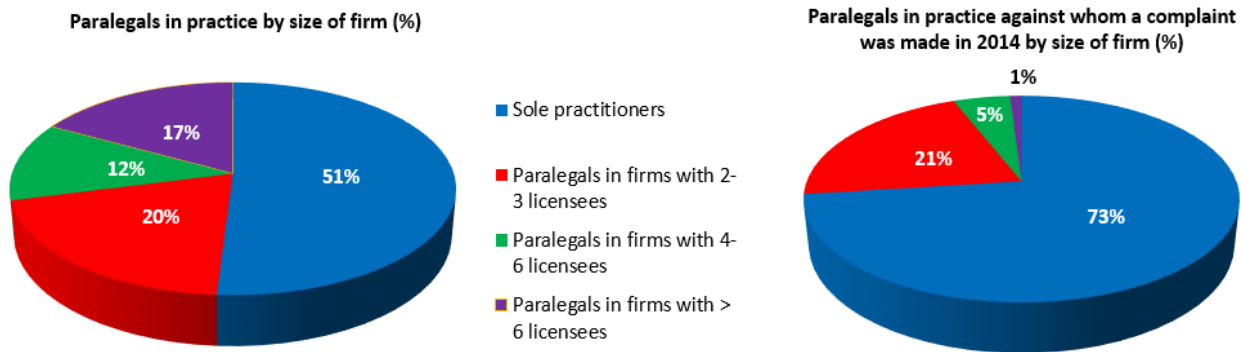 Paralegals in practice by size of firm (%)
17%
12%
20%
51%
Sole practitioners
Paralegals in firms with 2-
3 licensees
Paralegals in firms with 4-
6 licensees
Paralegals in firms with >
6 licensees
Paralegals in practice against whom a complaint
was made in 2014 by size of firm (%)
1%
5%
21%
73%